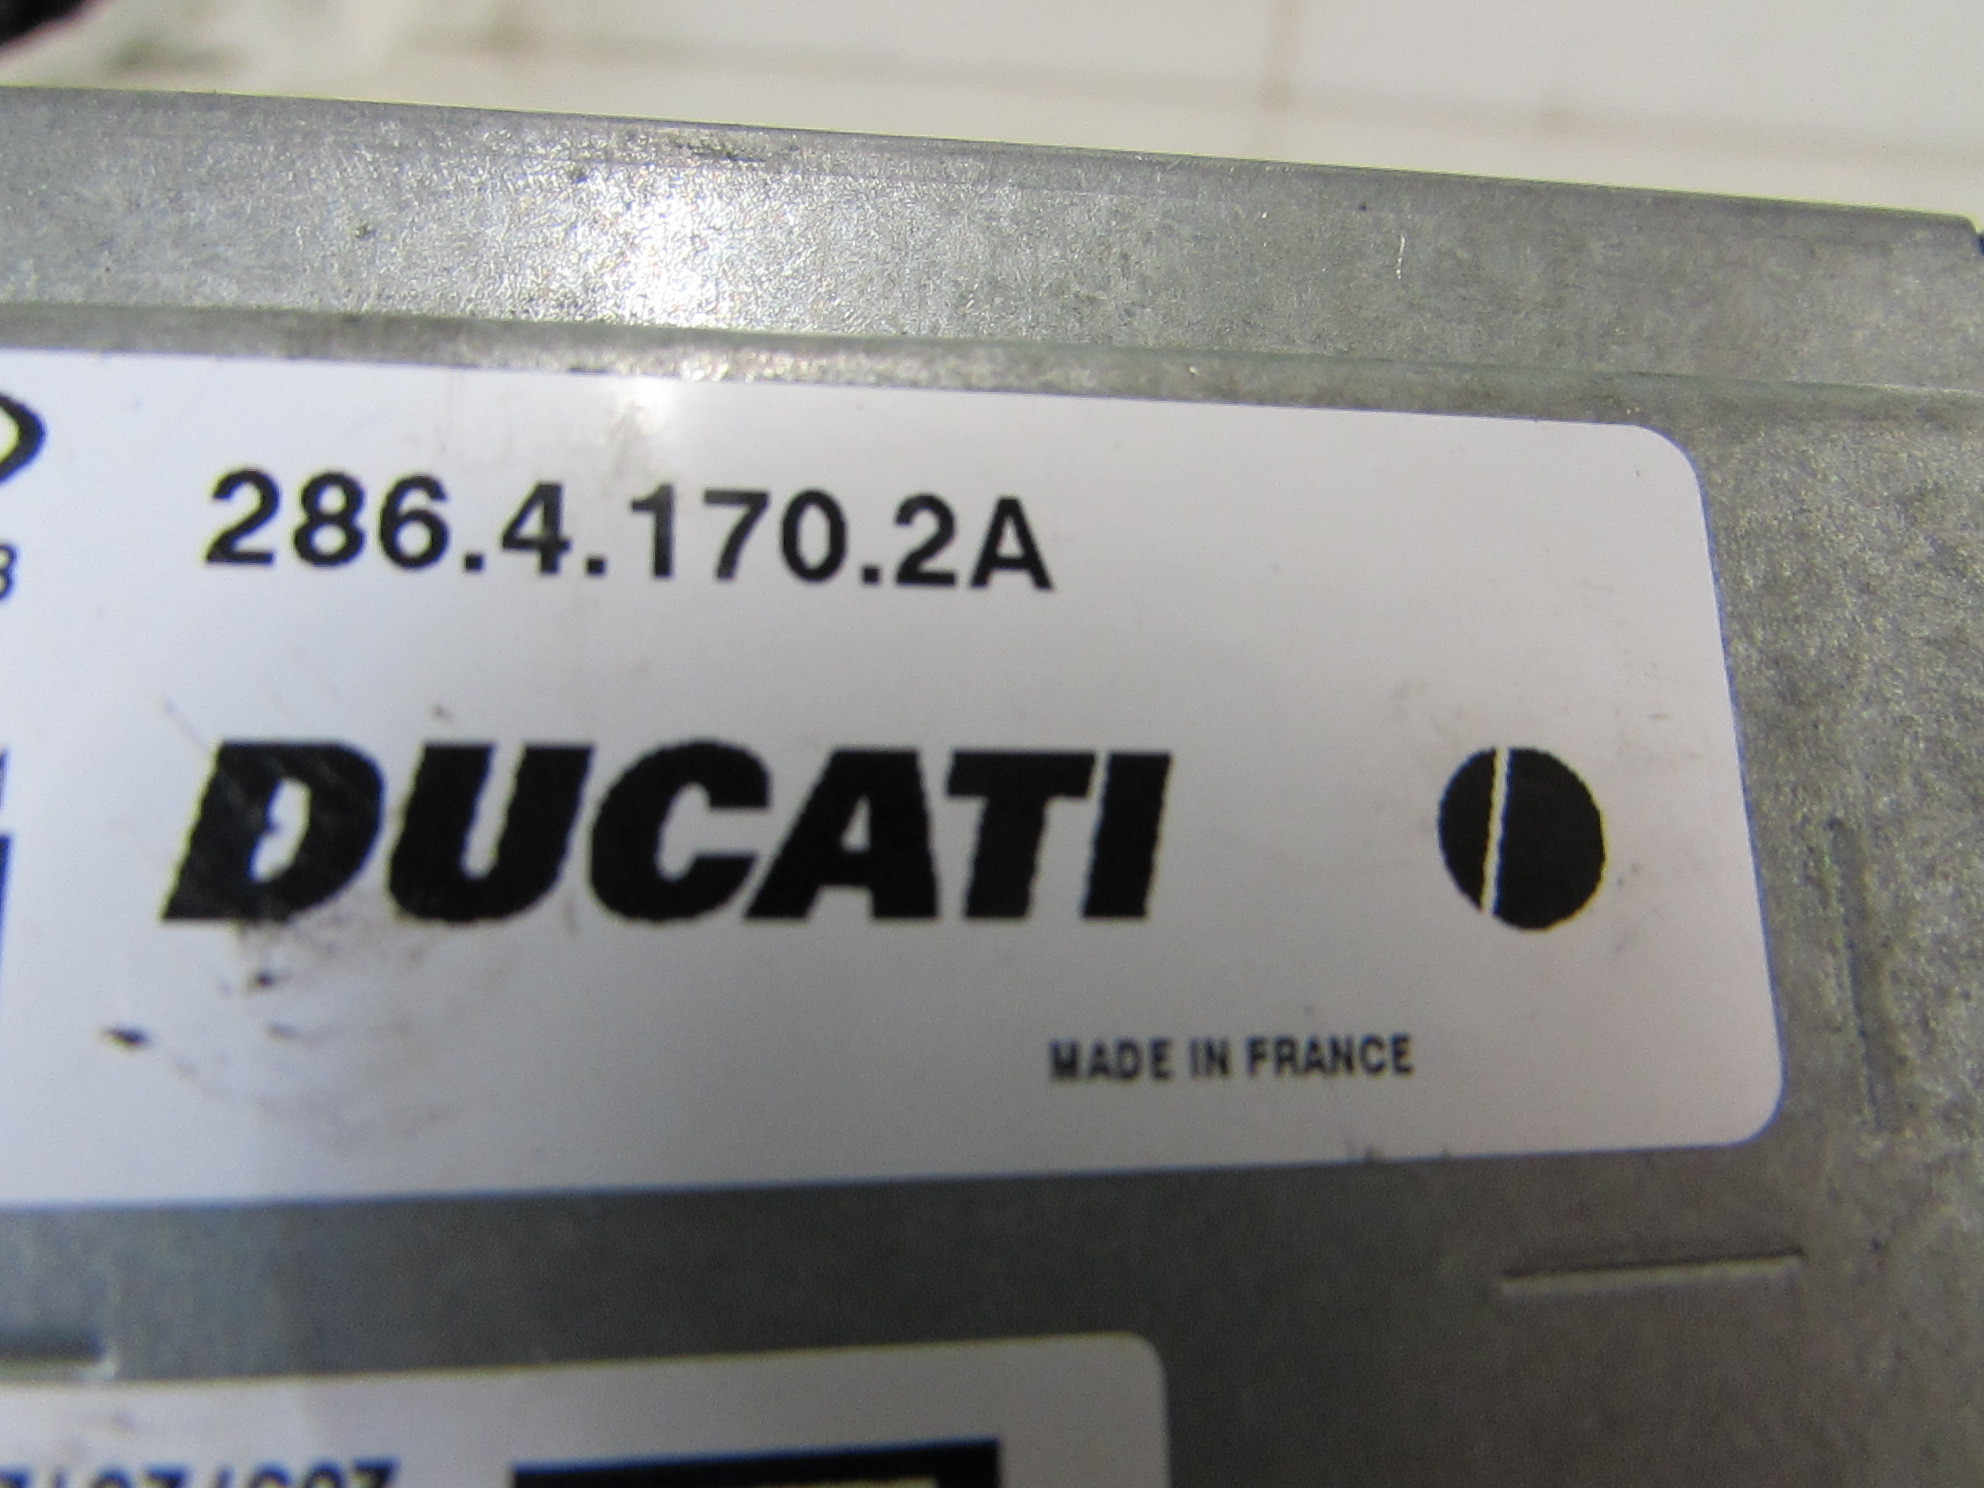 286.4.170.2A
DUCATI
MADE IN FRANCE